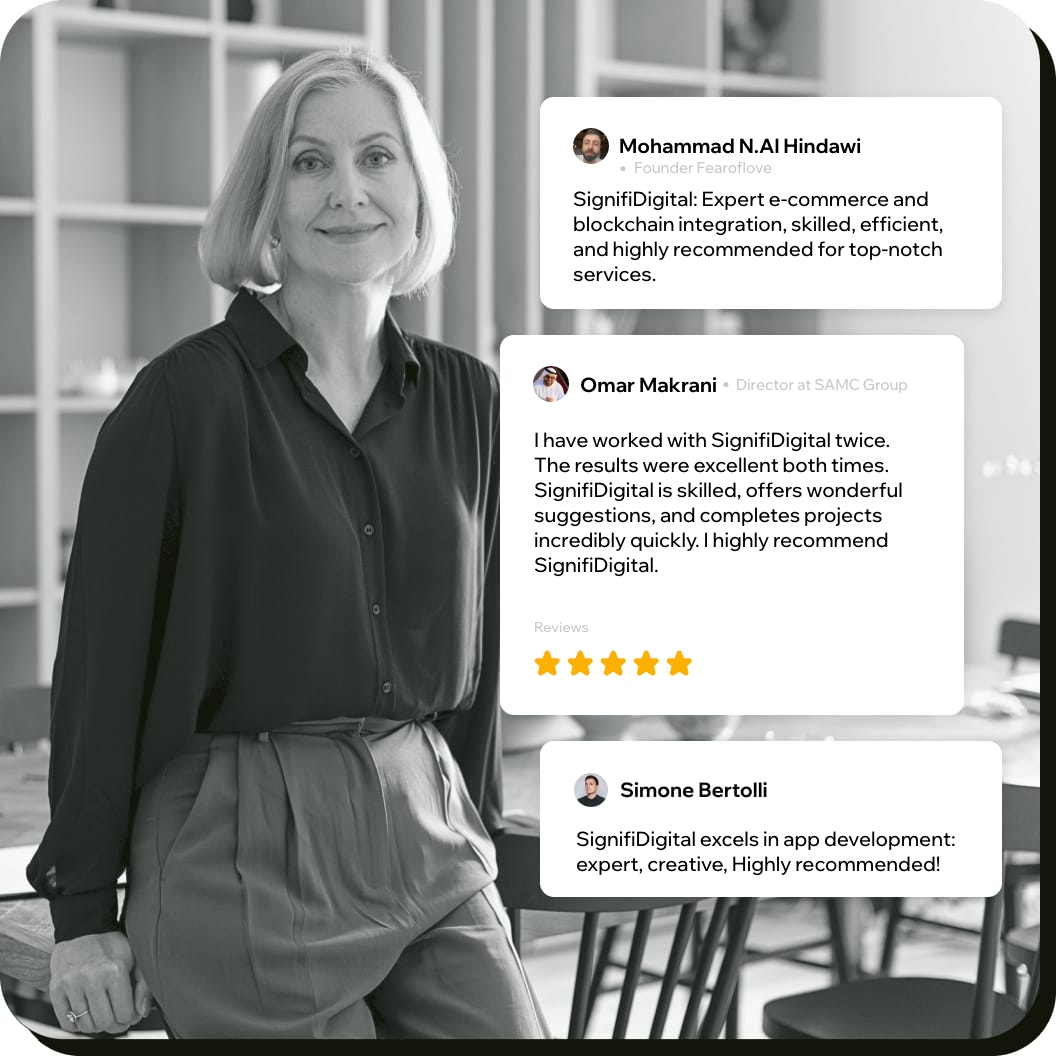 Mohammad N.Al Hindawi
• Founder Fearoflove
SignifiDigital: Expert e-commerce and
blockchain integration, skilled, efficient,
and highly recommended for top-notch
services.
Omar Makrani • Director at SAMC Group
I have worked with SignifiDigital twice.
The results were excellent both times.
SignifiDigital is skilled, offers wonderful
suggestions, and completes projects
incredibly quickly. I highly recommend
SignifiDigital.
Reviews
Simone Bertolli
SignifiDigital excels in app development:
expert, creative, Highly recommended!